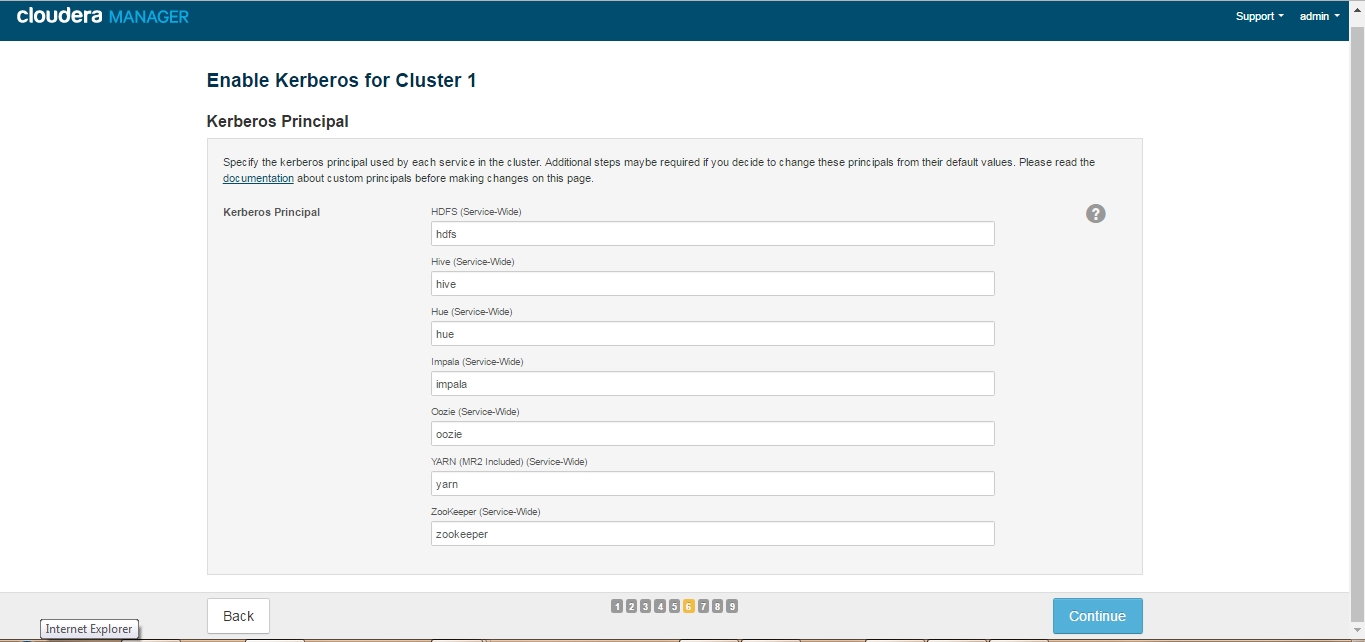 cloudera MANAGER
Support admin
Enable Kerberos for Cluster 1
Kerberos Principal
Specify the kerberos principal used by each service in the cluster. Additional steps maybe required if you decide to change these principals from their default values. Please read the
documentation about custom principals before making changes on this page.
Kerberos Principal
HDFS (Service-Wide)
?
hdfs
Hive (Service-Wide)
hive
Hue (Service-Wide)
hue
Impala (Service-Wide)
impala
Oozie (Service-Wide)
oozie
YARN (MR2 Included) (Service-Wide)
yarn
ZooKeeper (Service-Wide)
zookeeper
Back
1 2 3 4 5 6 7 8 9
Continue
Internet Explorer